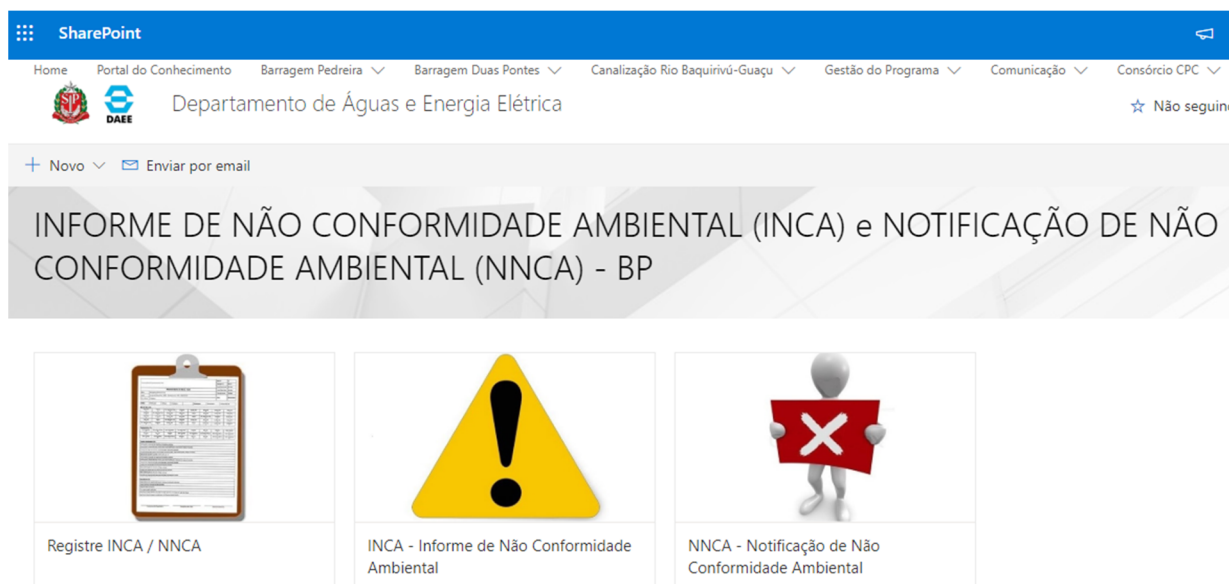 SharePoint
Home Portal do Conhecimento Barragem Pedreira Barragem Duas Pontes Canalização Rio Baquirivú-Guaçu Gestão do Programa Comunicação Consórcio CPC
SP DAEE Departamento de Águas e Energia Elétrica Não seguin
Novo Enviar por email
INFORME DE NÃO CONFORMIDADE AMBIENTAL (INCA) e NOTIFICAÇÃO DE NÃO
CONFORMIDADE AMBIENTAL (NNCA) - BP
Registre INCA / NNCA
INCA - Informe de Não Conformidade
Ambiental
NNCA - Notificação de Não
Conformidade Ambiental